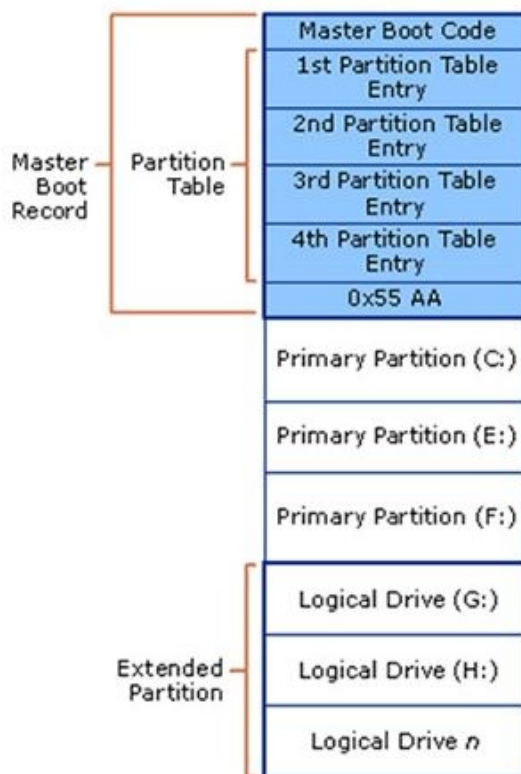 Master Boot Code
1st Partition Table
Entry
2nd Partition Table
Entry
3rd Partition Table
Entry
4th Partition Table
Entry
0x55 AA
Master
Boot
Record
Partition
Table
Primary Partition (C:)
Primary Partition (E:)
Primary Partition (F:)
Logical Drive (G:)
Logical Drive (H:)
Logical Drive n
Extended
Partition